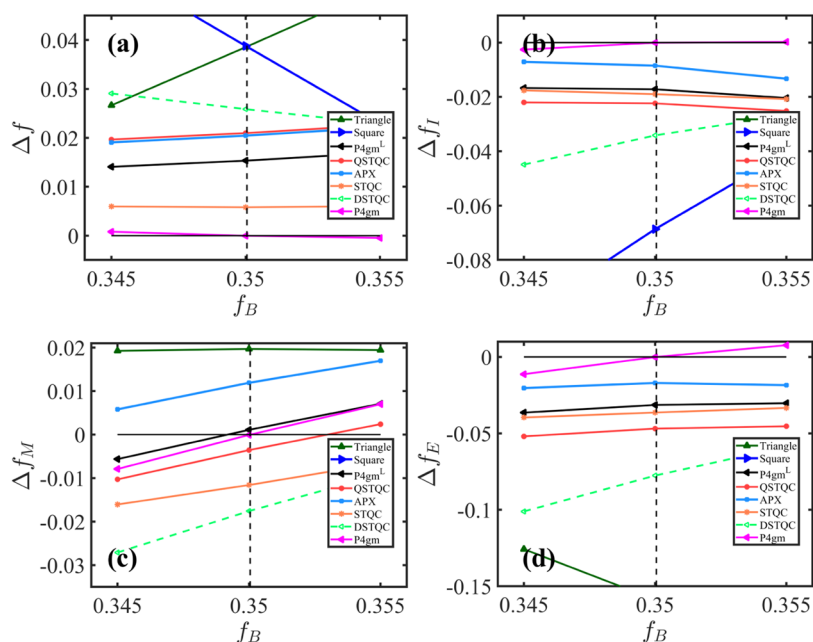 (a)
0.04
0.03
0.02
0.01
0
Δf
0.345
0.35
0.355
f_B
Triangle
Square
P4gm^L
QSTQC
APX
STQC
DSTQC
P4gm
(b)
0
-0.02
-0.04
-0.06
-0.08
Δf_I
0.345
0.35
0.355
f_B
Triangle
Square
P4gm^L
QSTQC
APX
STQC
DSTQC
P4gm
(c)
0.02
0.01
0
-0.01
-0.02
-0.03
Δf_M
0.345
0.35
0.355
f_B
Triangle
Square
P4gm^L
QSTQC
APX
STQC
DSTQC
P4gm
(d)
0
-0.05
-0.1
-0.15
Δf_E
0.345
0.35
0.355
f_B
Triangle
Square
P4gm^L
QSTQC
APX
STQC
DSTQC
P4gm